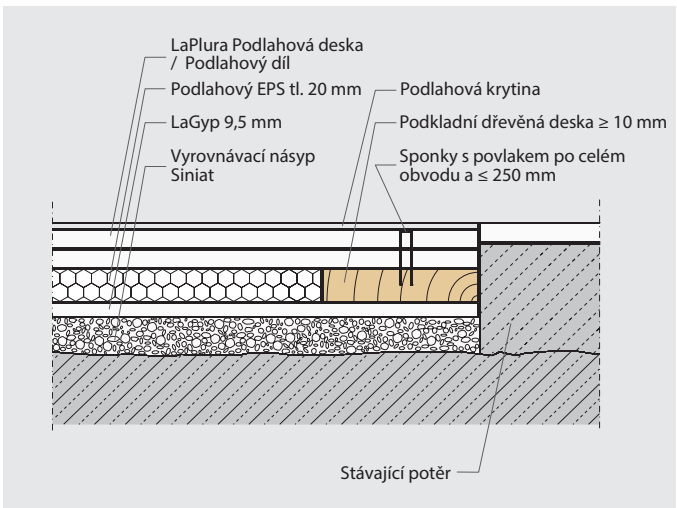 LaPlura Podlahová deska
/ Podlahový díl
Podlahový EPS tl. 20 mm
LaGyp 9,5 mm
Vyrovnávací násyp
Siniat
Podlahová krytina
Podkladní dřevěná deska ≥ 10 mm
Sponky s povlakem po celém
obvodu a ≤ 250 mm
Stávající potěr